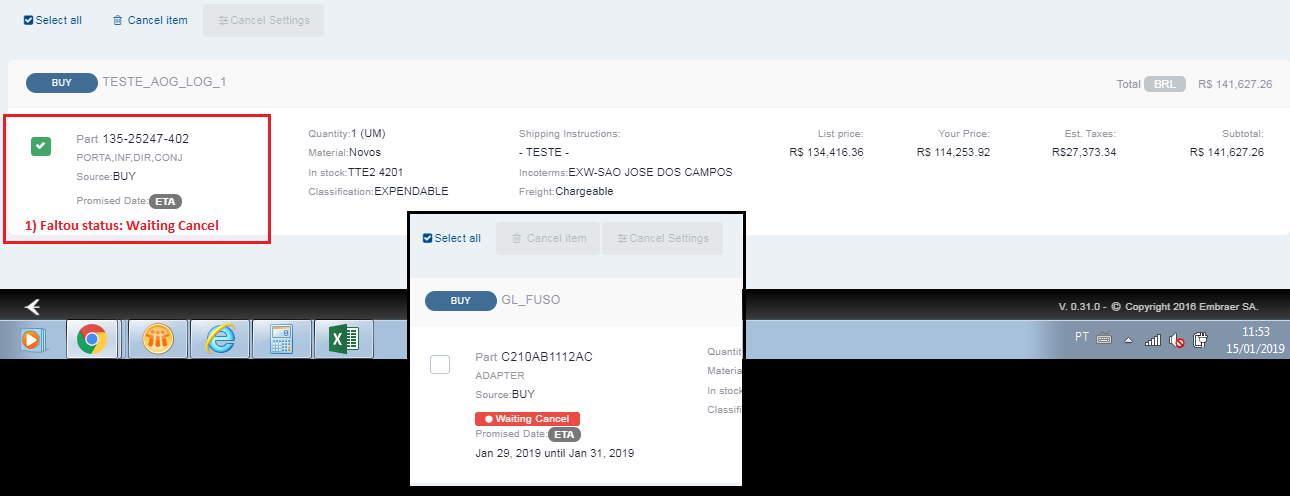 Select all Cancel item Cancel Settings
BUY TESTE_AOG_LOG_1 Total BRL R$ 141,627.26
Part 135-25247-402
PORTA,INF,DIR,CONJ
Source:BUY
Promised Date: ETA
1) Faltou status: Waiting Cancel
Quantity:1 (UM)
Material:Novos
In stock:TTE2 4201
Classification:EXPENDABLE
Shipping Instructions:
- TESTE -
Incoterms:EXW-SAO JOSE DOS CAMPOS
Freight:Chargeable
List price:
R$ 134,416.36
Your Price:
R$ 114,253.92
Est. Taxes:
R$27,373.34
Subtotal:
R$ 141,627.26
Select all Cancel item Cancel Settings
BUY GL_FUSO
Part C210AB1112AC
ADAPTER
Source:BUY
Waiting Cancel
Promised Date: ETA
Jan 29, 2019 until Jan 31, 2019
Quantit
Materia
In stock
Classifi
V. 0.31.0 - © Copyright 2016 Embraer SA.
PT
11:53
15/01/2019